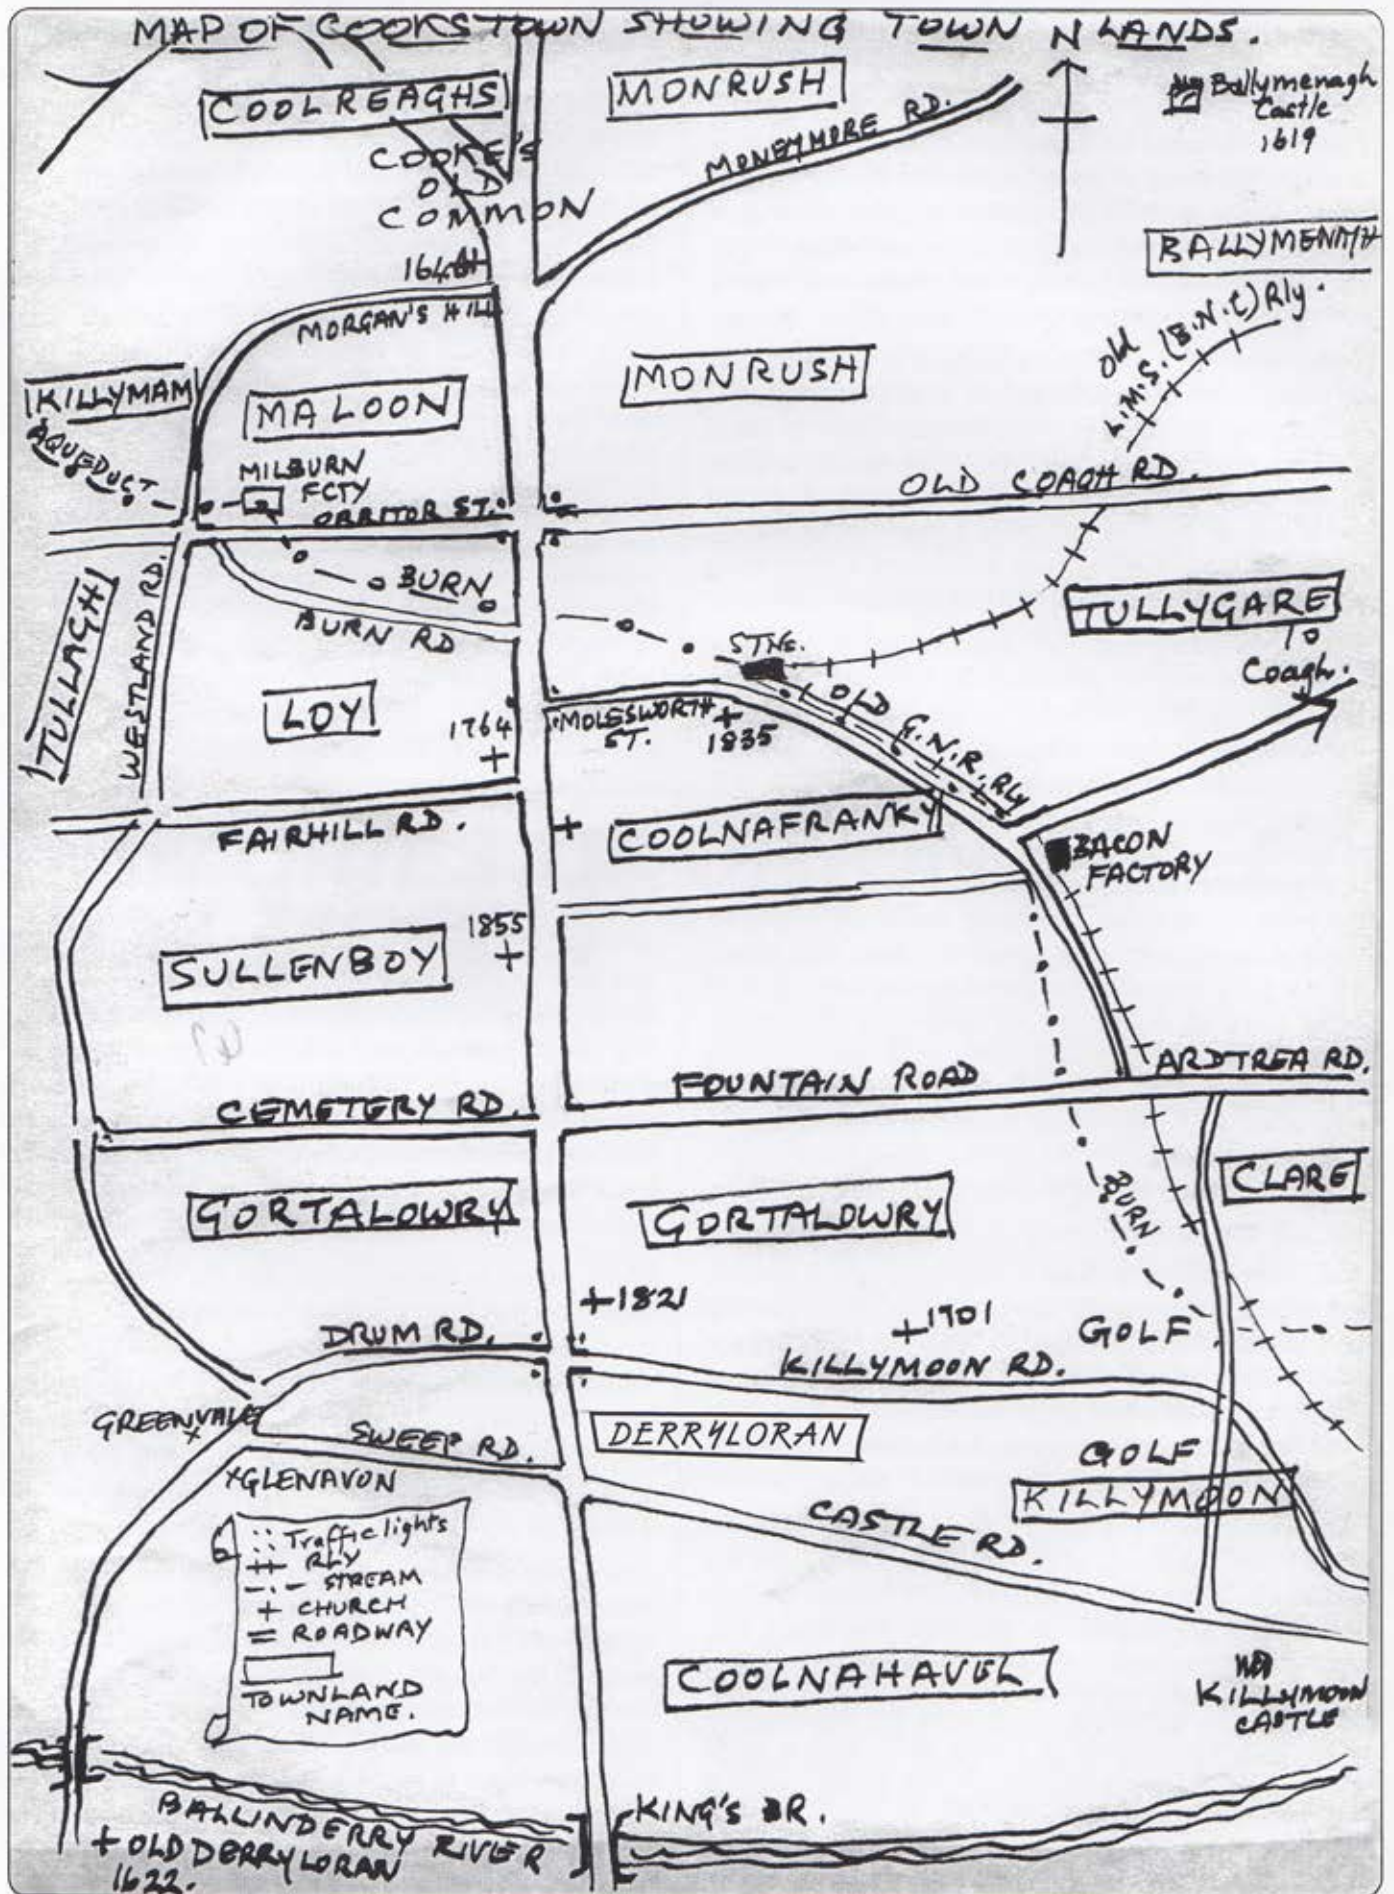 MAP OF COOKSTOWN SHOWING TOWN LANDS.
N
COOLREAGHS
MONRUSH
MONEYMORE RD.
Ballymenagh
Castle
1619
COOKE'S
OLD
COMMON
BALLYMENAGH
MORGAN'S HILL
Old
L.M.S. (B.N.C) Rly.
KILLYMAM
MALOON
MONRUSH
AQUEDUCT
MILBURN
FCTY
ORRITOR ST.
OLD COAGH RD.
TULLAGH
WESTLAND RD.
BURN
BURN RD
TULLYGARE
TO
Coagh.
STNE.
LOY
1764
MOLESWORTH
ST.
1835
OLD G.N.R. RLY
FAIRHILL RD.
COOLNAFRANKY
BACON
FACTORY
1855
SULLENBOY
CEMETERY RD.
FOUNTAIN ROAD
ARDTREA RD.
GORTALOWRY
GORTALOWRY
BURN
CLARE
1821
1701
GOLF
DRUM RD.
KILLYMOON RD.
GREENVALE
SWEEP RD.
DERRYLORAN
GOLF
KILLYMOON
GLENAVON
CASTLE RD.
Traffic lights
RLY
STREAM
CHURCH
ROADWAY
TOWNLAND
NAME.
COOLNAHAVEL
KILLYMOON
CASTLE
BALLINDERRY RIVER
KING'S BR.
OLD DERRYLORAN
1622.